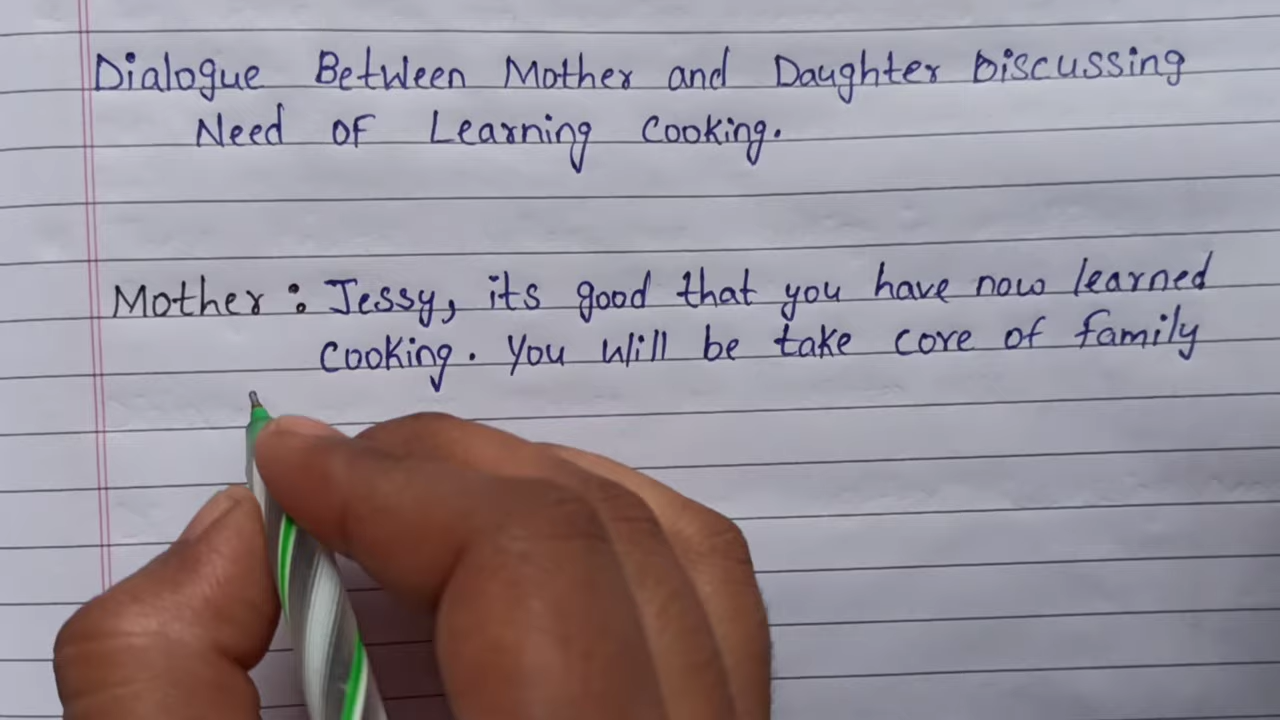 Dialogue Between Mother and Daughter Discussing
Need OF Learning Cooking.
Mother : Jessy, its good that you have now learned
cooking. You will be take core of family